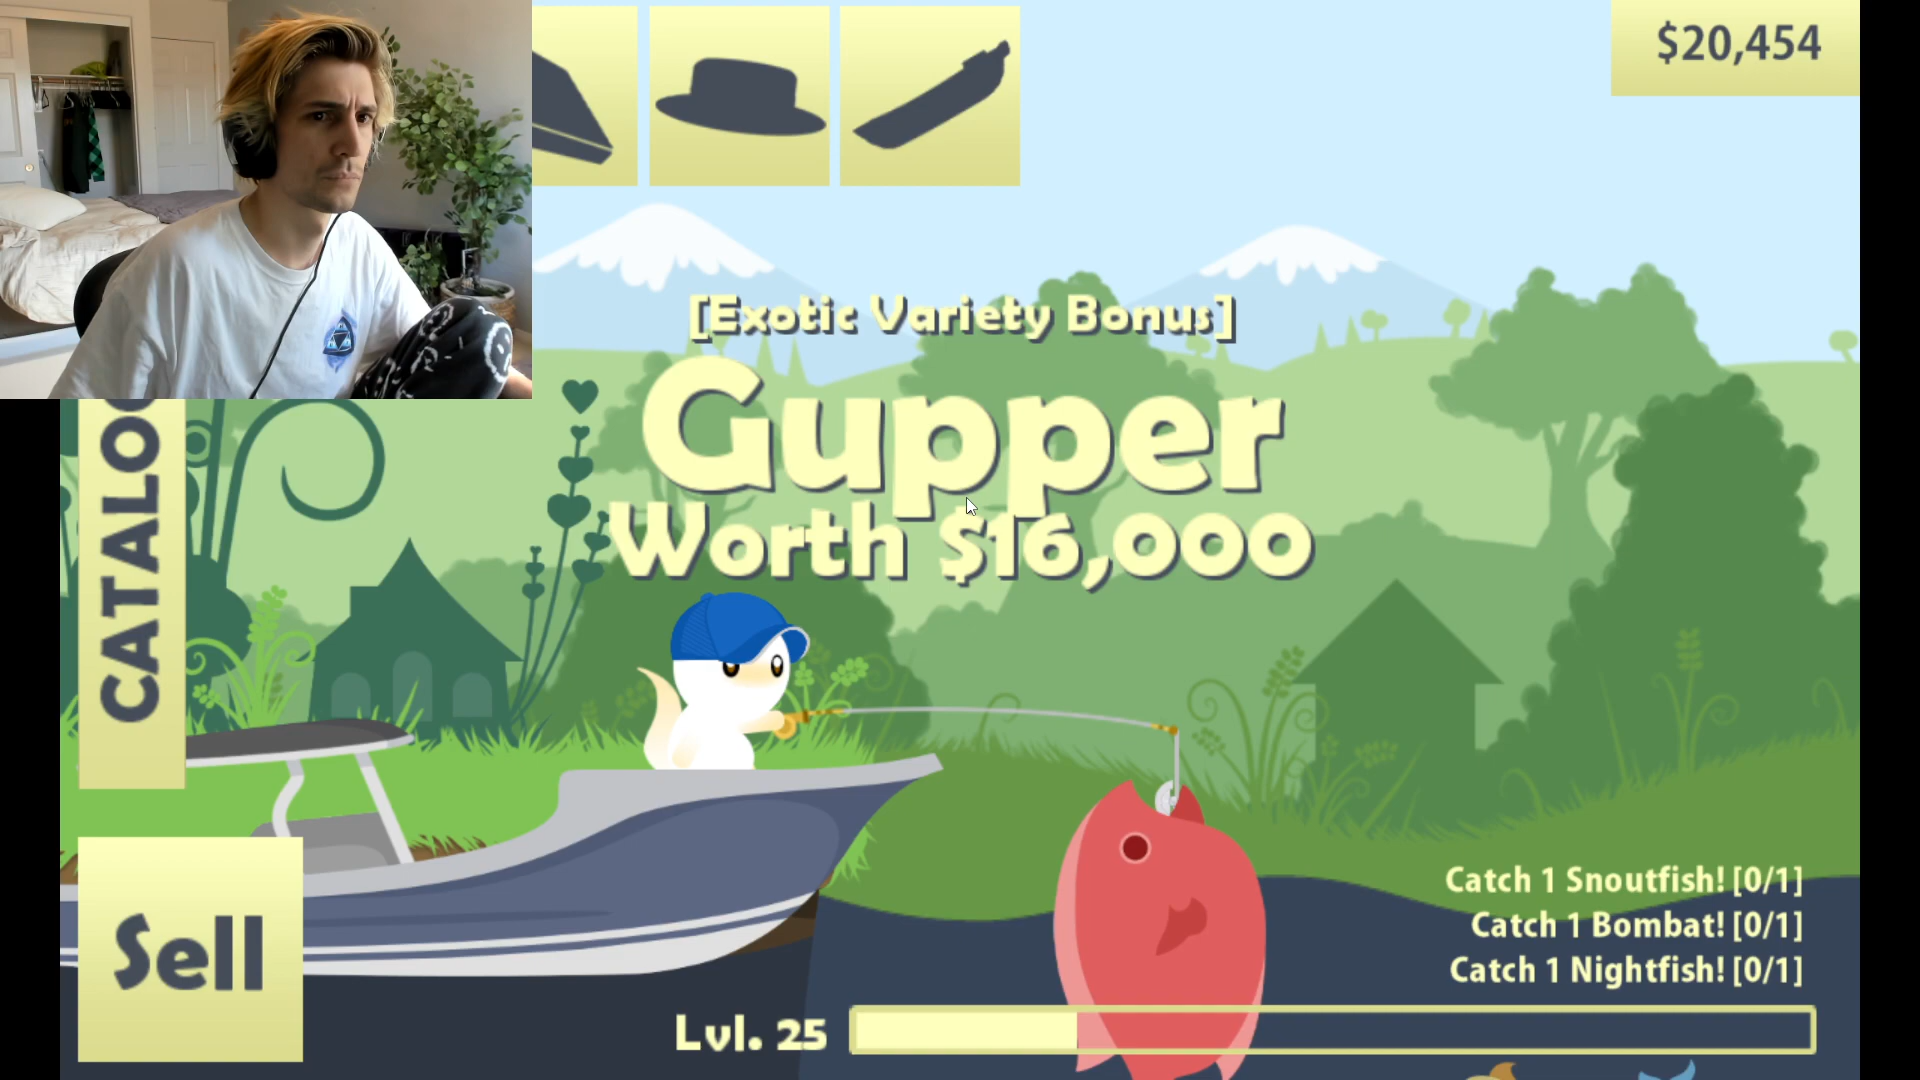 $20,454
[Exotic Variety Bonus]
Gupper
Worth $16,000
CATALOG
Sell
Catch 1 Snoutfish! [0/1]
Catch 1 Bombat! [0/1]
Catch 1 Nightfish! [0/1]
Lvl. 25